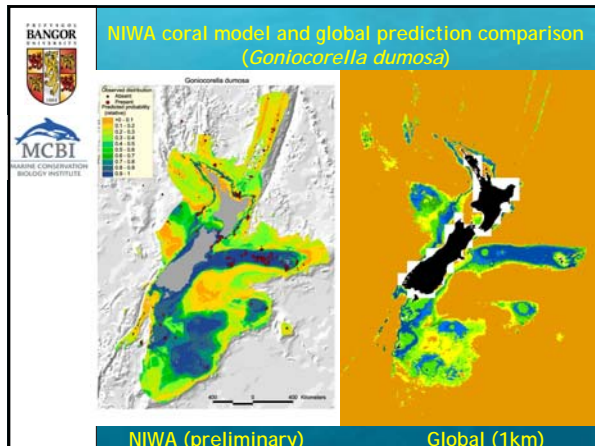 PRIFYSGOL
BANGOR
UNIVERSITY
1884
MCBI
MARINE CONSERVATION
BIOLOGY INSTITUTE
NIWA coral model and global prediction comparison
(Goniocorella dumosa)
Goniocorella dumosa
Observed distribution
Absent
Present
Predicted probability
(relative)
>0 - 0.1
0.1 - 0.2
0.2 - 0.3
0.3 - 0.4
0.4 - 0.5
0.5 - 0.6
0.6 - 0.7
0.7 - 0.8
0.8 - 0.9
0.9 - 1
400 0 400 Kilometers
NIWA (preliminary)
Global (1km)